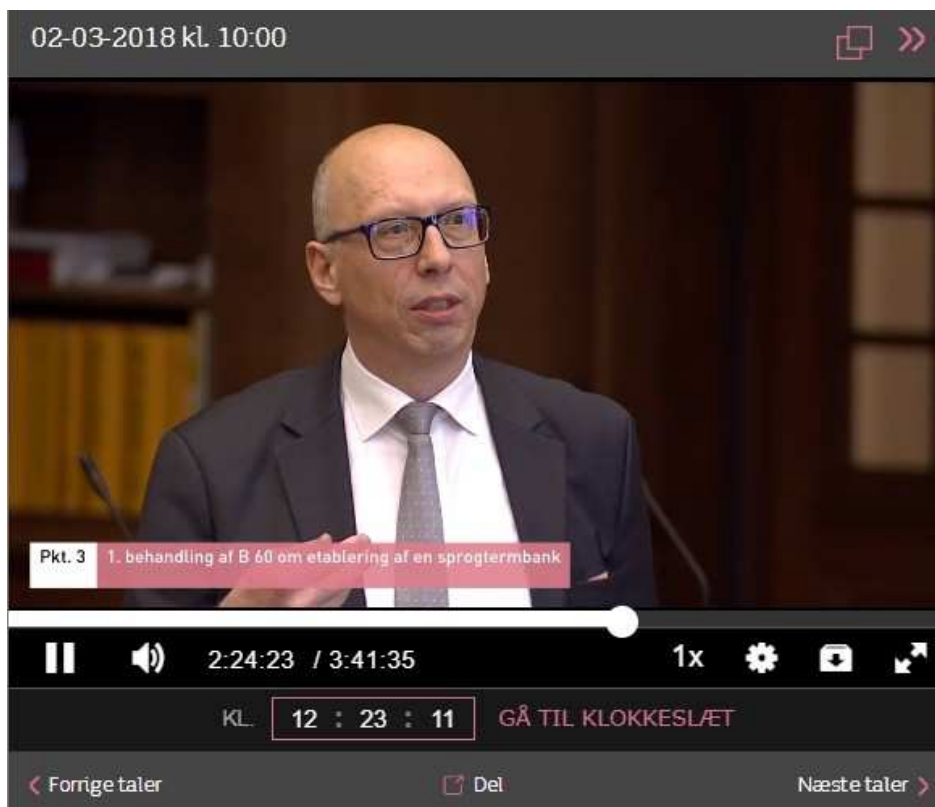 02-03-2018 kl. 10:00
Pkt. 3 1. behandling af B 60 om etablering af en sprogtermbank
2:24:23 / 3:41:35 1x
KL. 12 : 23 : 11 GÅ TIL KLOKKESLÆT
Forrige taler Del Næste taler